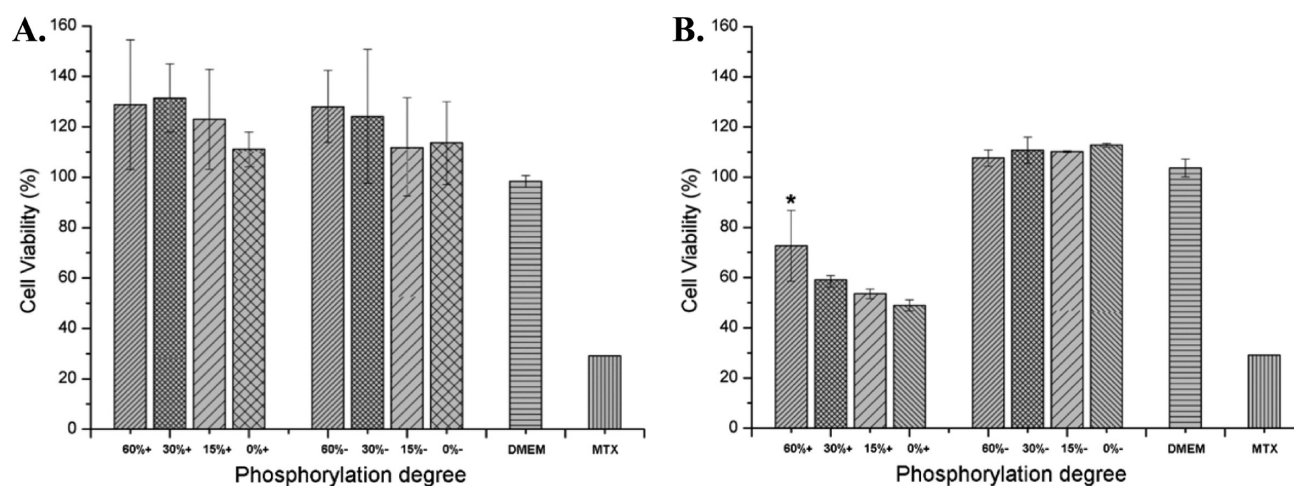 A.
160
140
120
100
80
60
40
20
0
Cell Viability (%)
60%+ 30%+ 15%+ 0%+ 60%- 30%- 15%- 0%- DMEM MTX
Phosphorylation degree
B.
160
140
120
100
80
60
40
20
0
Cell Viability (%)
*
60%+ 30%+ 15%+ 0%+ 60%- 30%- 15%- 0%- DMEM MTX
Phosphorylation degree